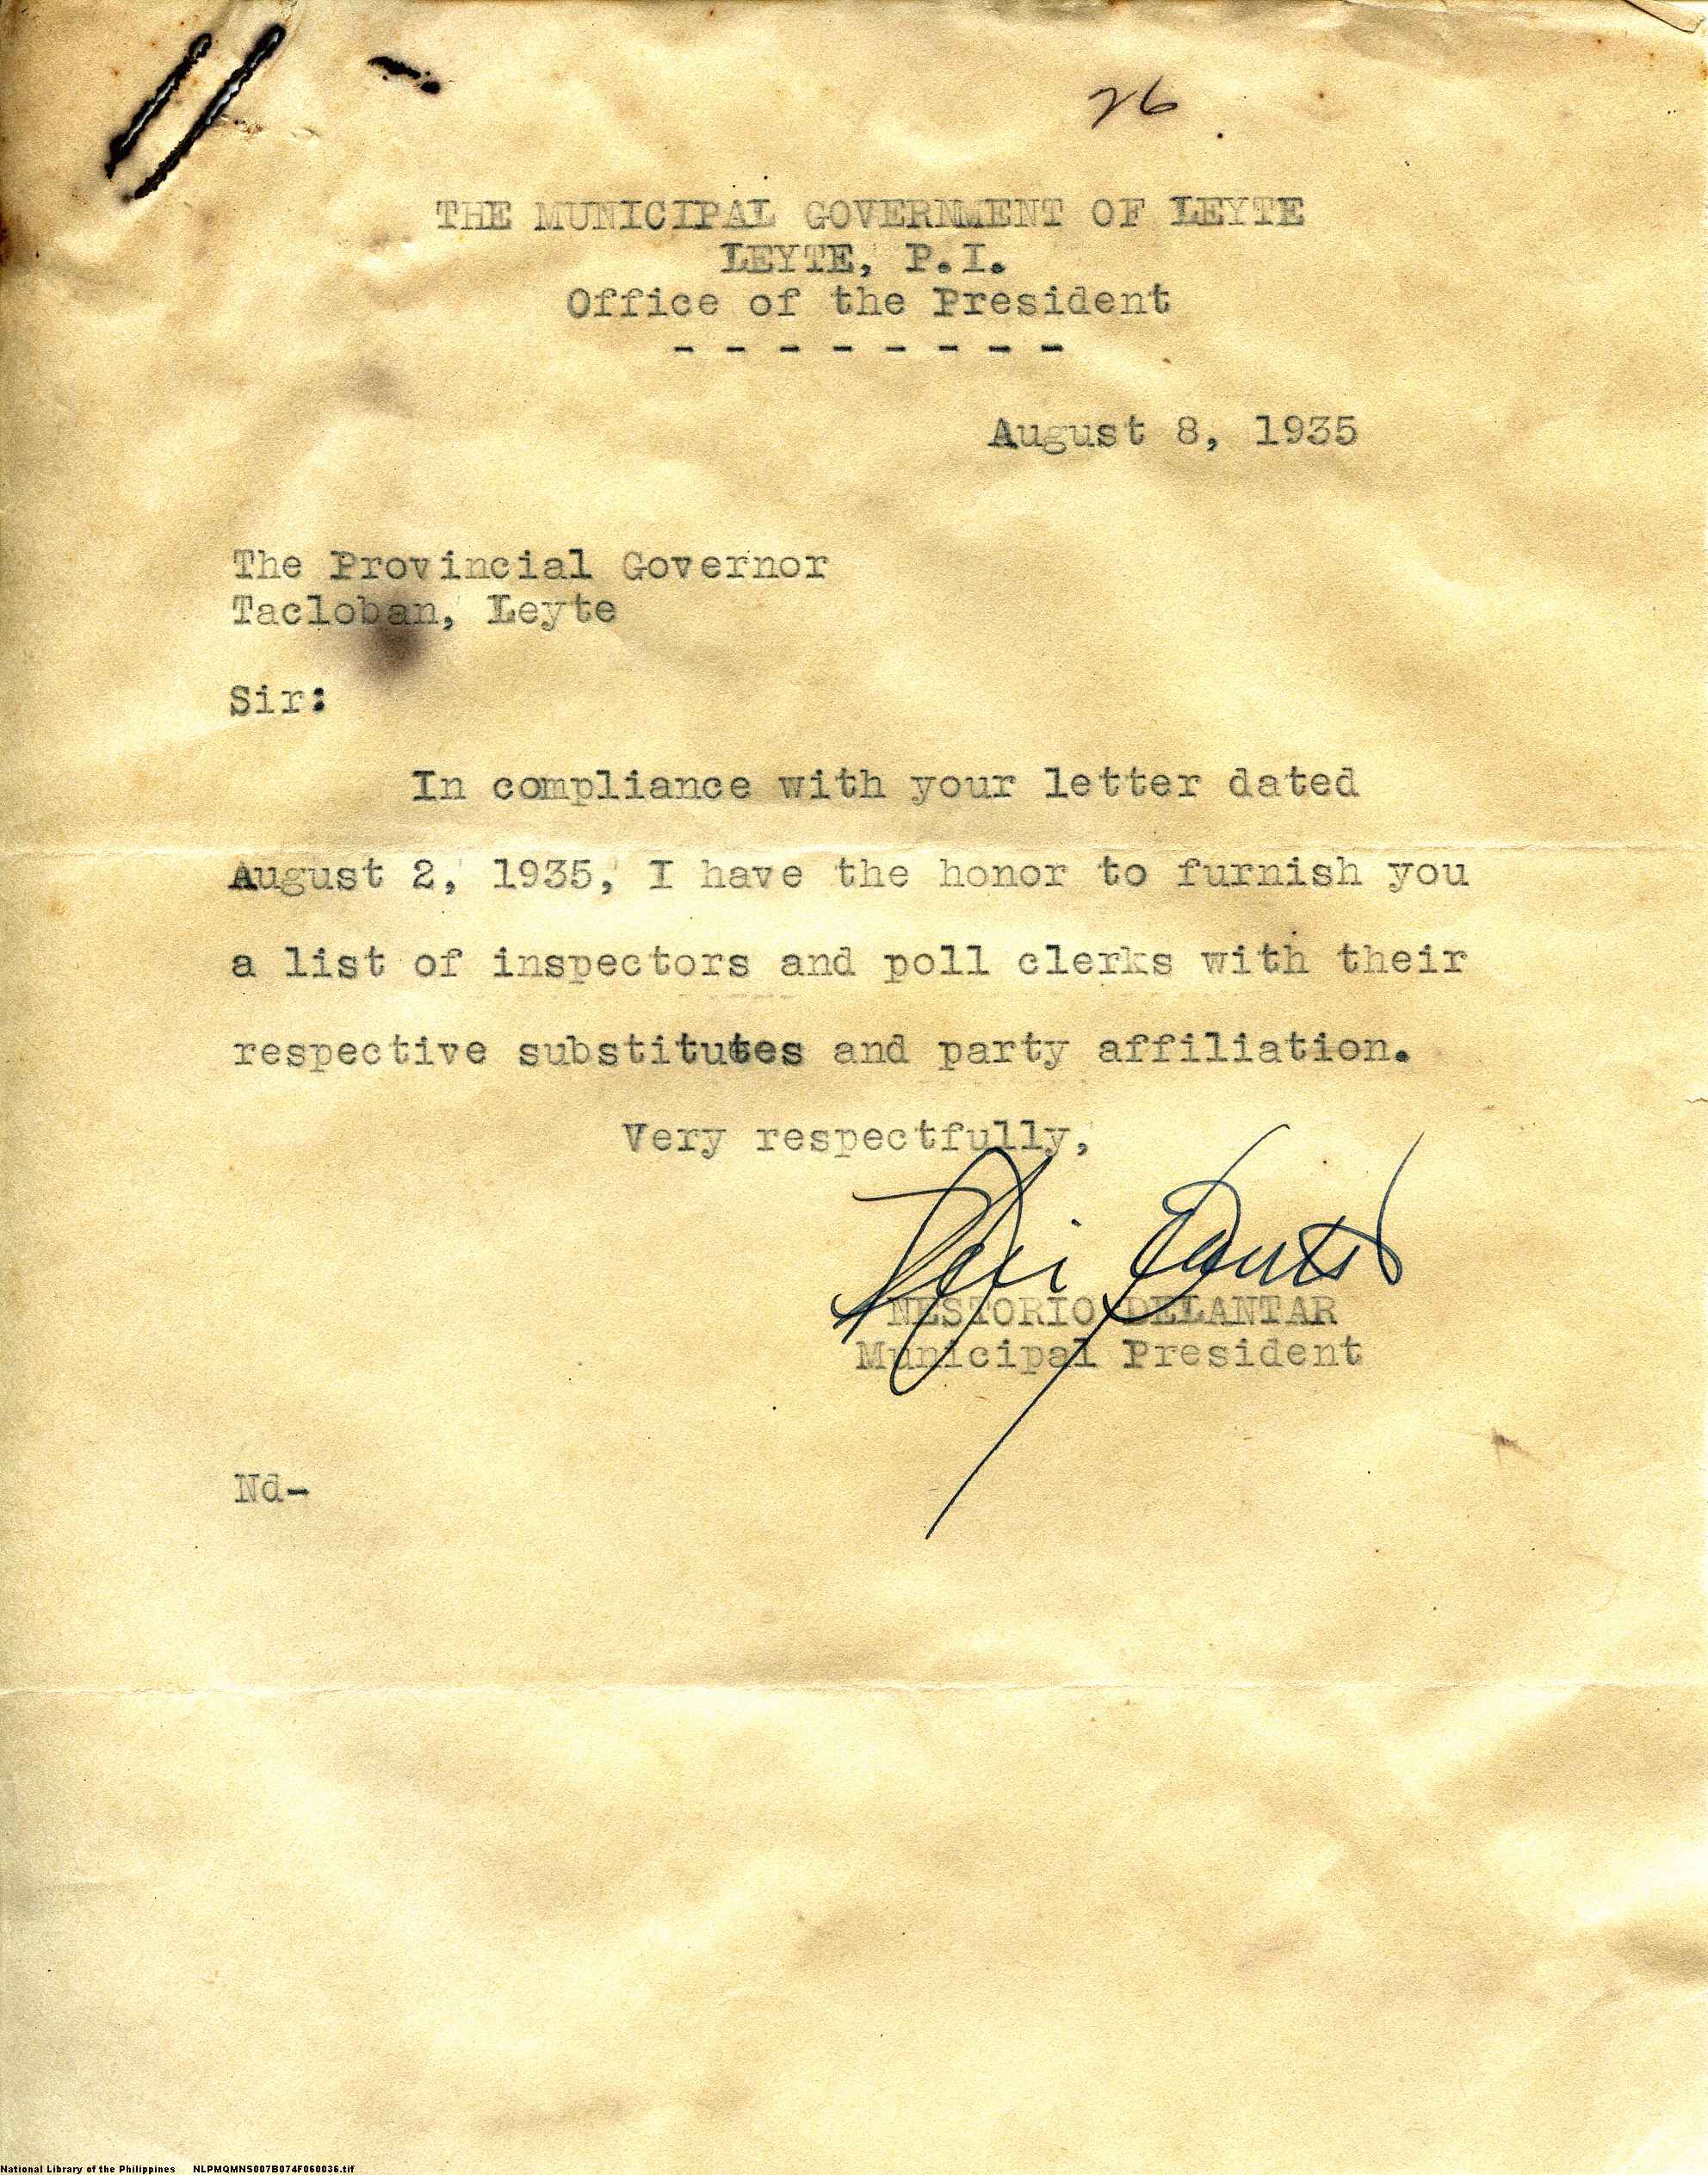 26
THE MUNICIPAL GOVERNMENT OF LEYTE
LEYTE, P.I.
Office of the President
- - - - - - - -
August 8, 1935
The Provincial Governor
Tacloban, Leyte
Sir:
In compliance with your letter dated
August 2, 1935, I have the honor to furnish you
a list of inspectors and poll clerks with their
respective substitutes and party affiliation.
Very respectfully,
NESTORIO DELANTAR
Municipal President
Nd-
National Library of the Philippines NLPMQMNS007B074F060036.tif